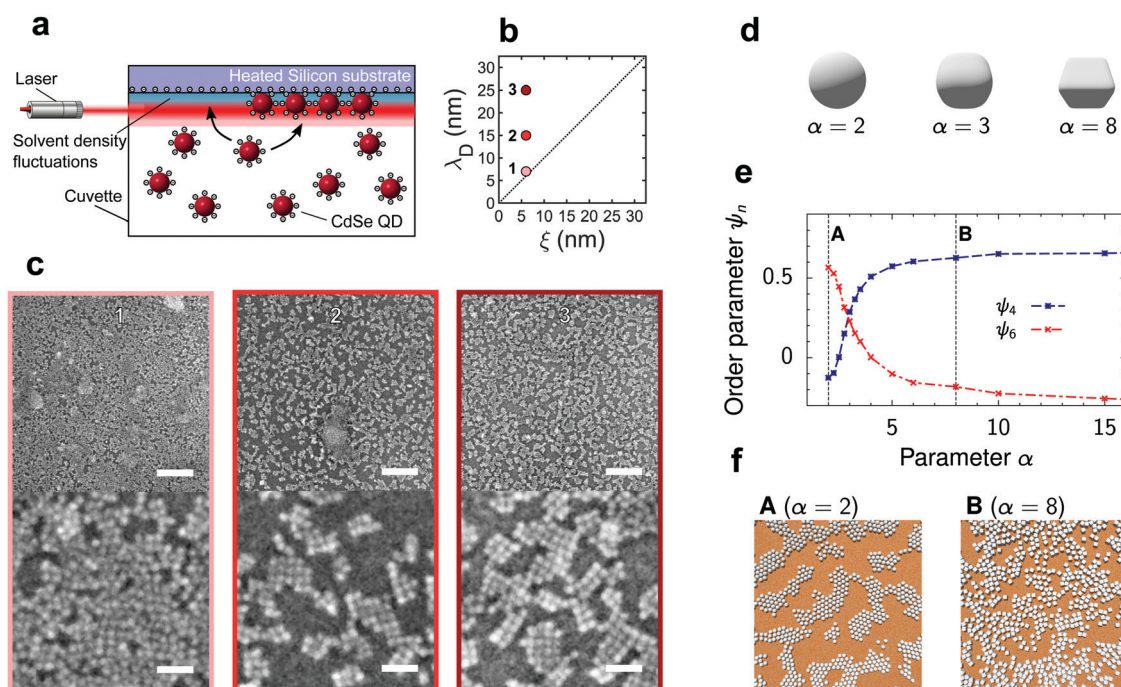 a
Laser
Heated Silicon substrate
Solvent density
fluctuations
Cuvette
CdSe QD
b
λD (nm)
30
25
20
15
10
5
0
3
2
1
0 5 10 15 20 25 30
ξ (nm)
c
1
2
3
d
α = 2
α = 3
α = 8
e
Order parameter ψn
0.5
0
A
B
ψ4
ψ6
5
10
15
Parameter α
f
A (α = 2)
B (α = 8)